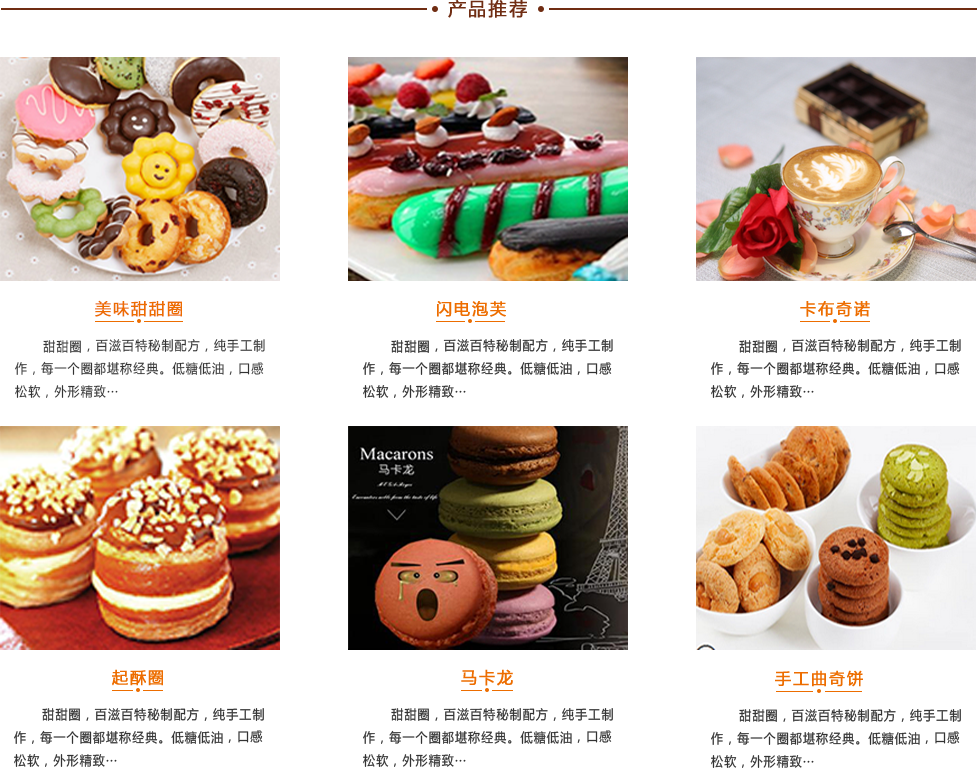 产品推荐
美味甜甜圈
甜甜圈，百滋百特秘制配方，纯手工制
作，每一个圈都堪称经典。低糖低油，口感
松软，外形精致…
闪电泡芙
甜甜圈，百滋百特秘制配方，纯手工制
作，每一个圈都堪称经典。低糖低油，口感
松软，外形精致…
卡布奇诺
甜甜圈，百滋百特秘制配方，纯手工制
作，每一个圈都堪称经典。低糖低油，口感
松软，外形精致…
起酥圈
甜甜圈，百滋百特秘制配方，纯手工制
作，每一个圈都堪称经典。低糖低油，口感
松软，外形精致…
Macarons
马卡龙
Encounters with from the taste of life
马卡龙
甜甜圈，百滋百特秘制配方，纯手工制
作，每一个圈都堪称经典。低糖低油，口感
松软，外形精致…
手工曲奇饼
甜甜圈，百滋百特秘制配方，纯手工制
作，每一个圈都堪称经典。低糖低油，口感
松软，外形精致…